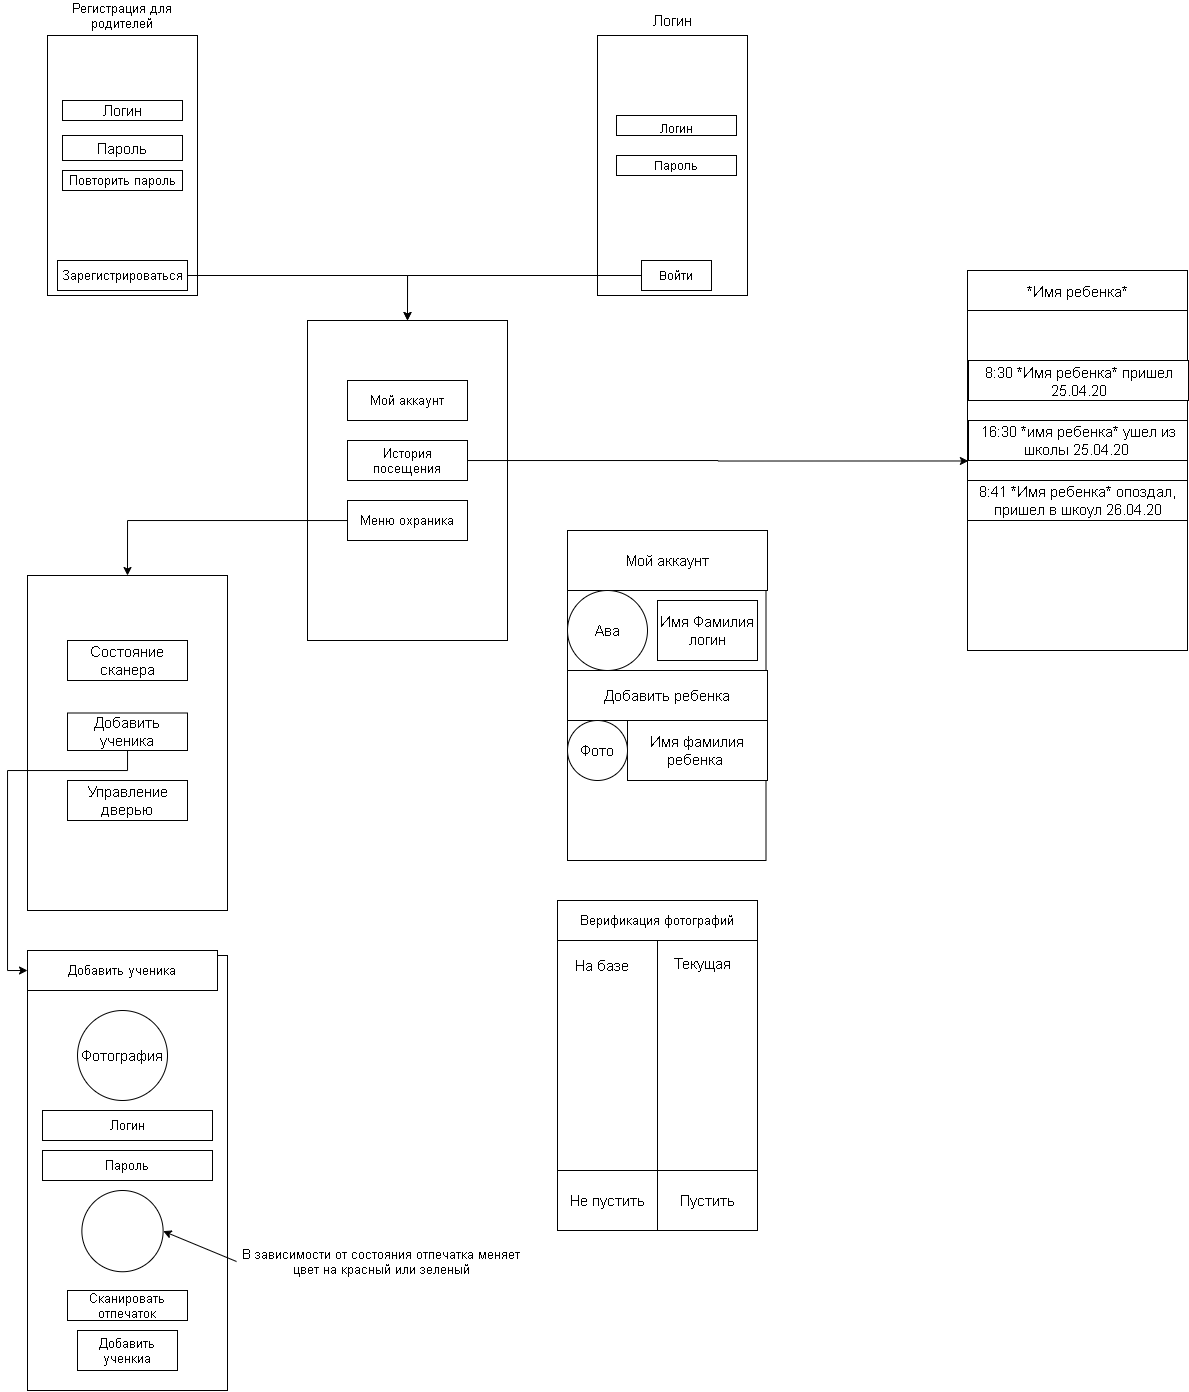 Регистрация для
родителей
Логин
Пароль
Повторить пароль
Зарегистрироваться
Логин
Логин
Пароль
Войти
Мой аккаунт
История
посещения
Меню охраника
*Имя ребенка*
8:30 *Имя ребенка* пришел
25.04.20
16:30 *имя ребенка* ушел из
школы 25.04.20
8:41 *Имя ребенка* опоздал,
пришел в шкоул 26.04.20
Состояние
сканера
Добавить
ученика
Управление
дверью
Мой аккаунт
Ава
Имя Фамилия
логин
Добавить ребенка
Фото
Имя фамилия
ребенка
Добавить ученика
Фотография
Логин
Пароль
В зависимости от состояния отпечатка меняет
цвет на красный или зеленый
Сканировать
отпечаток
Добавить
ученкиа
Верификация фотографий
На базе
Текущая
Не пустить
Пустить